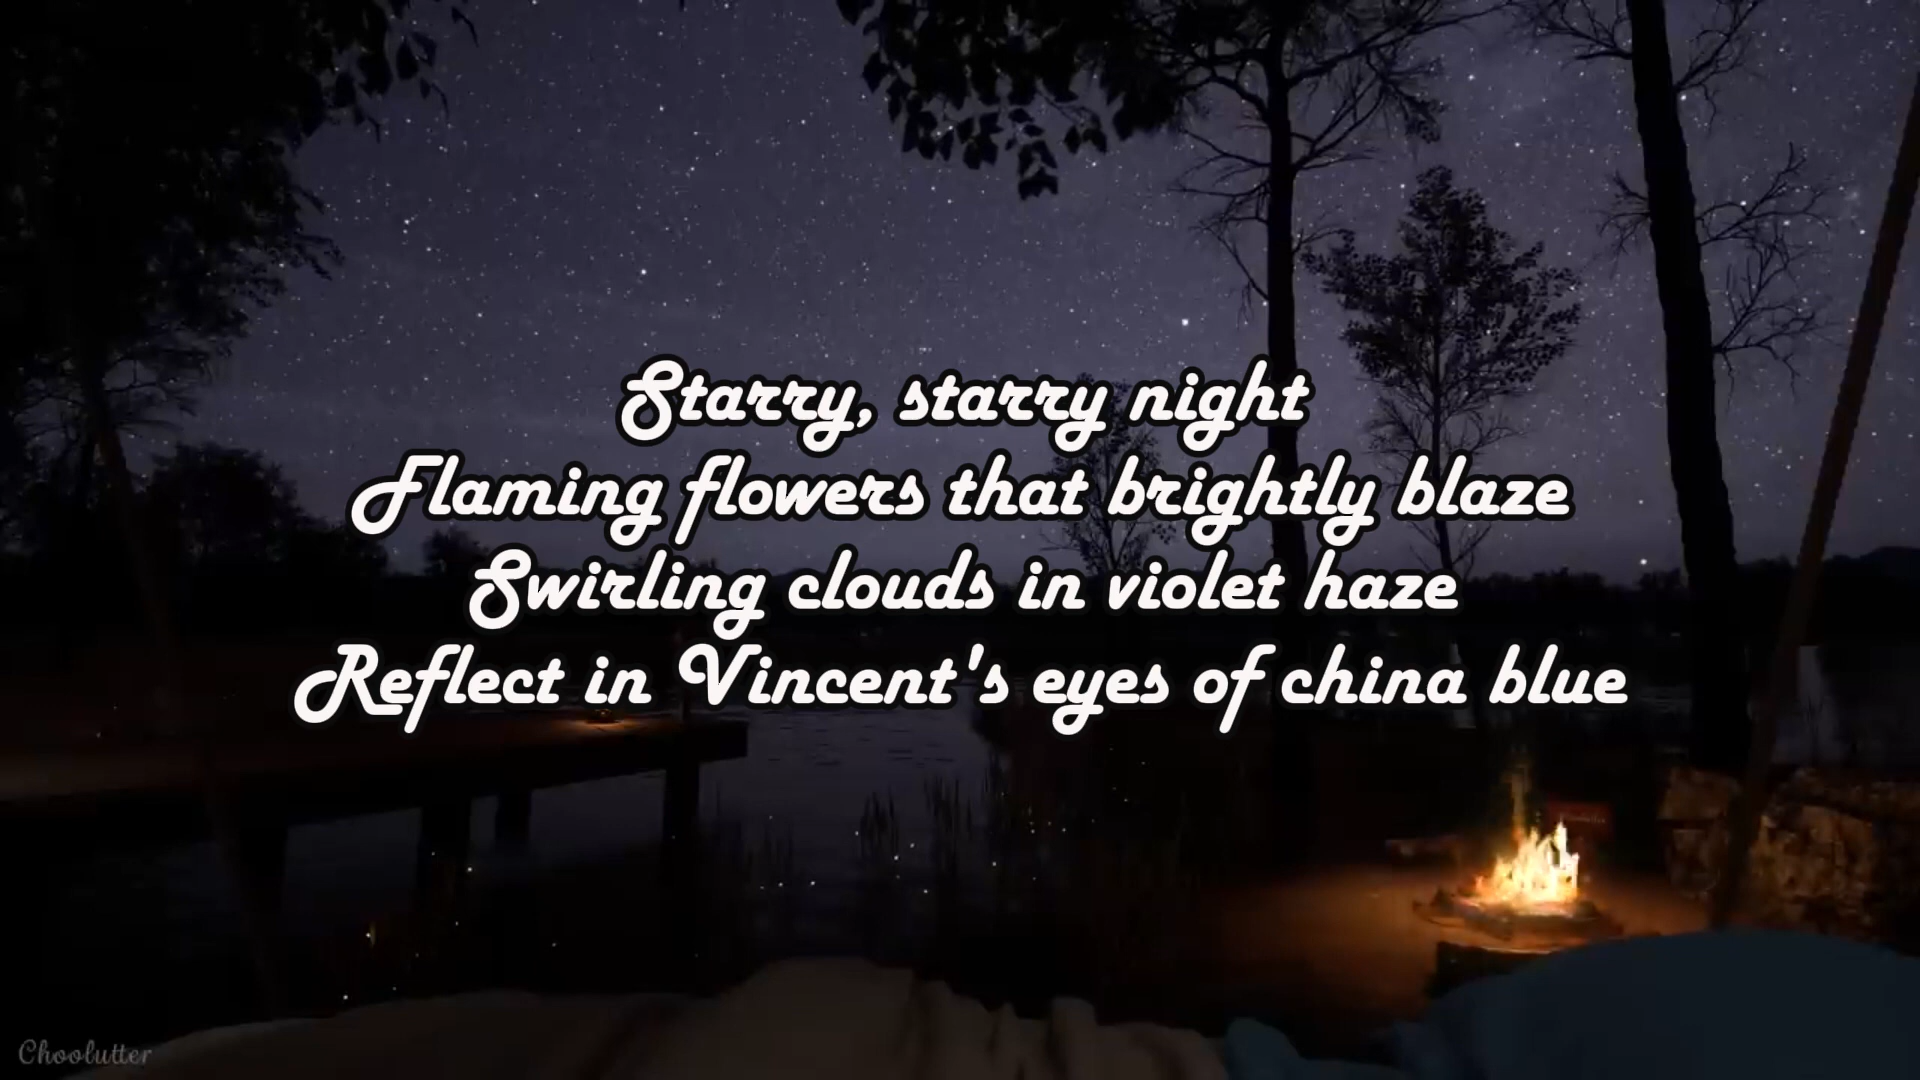 Starry, starry night
Flaming flowers that brightly blaze
Swirling clouds in violet haze
Reflect in Vincent's eyes of china blue
Choolutter